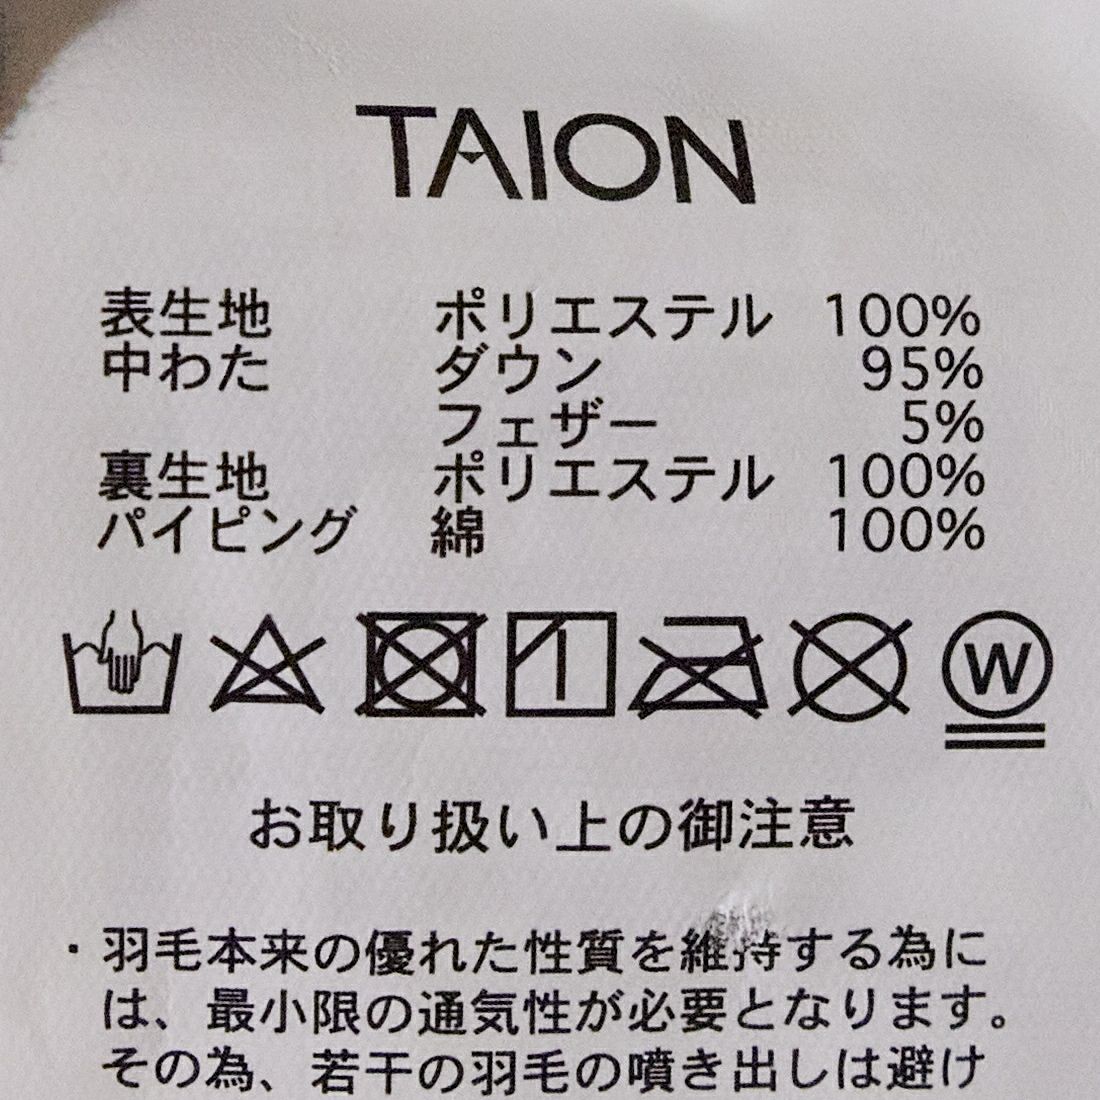 TAION
表生地 ポリエステル 100%
中わた ダウン 95%
フェザー 5%
裏生地 ポリエステル 100%
パイピング 綿 100%
W
お取り扱い上の御注意
・羽毛本来の優れた性質を維持する為に
は、最小限の通気性が必要となります。
その為、若干の羽毛の噴き出しは避け